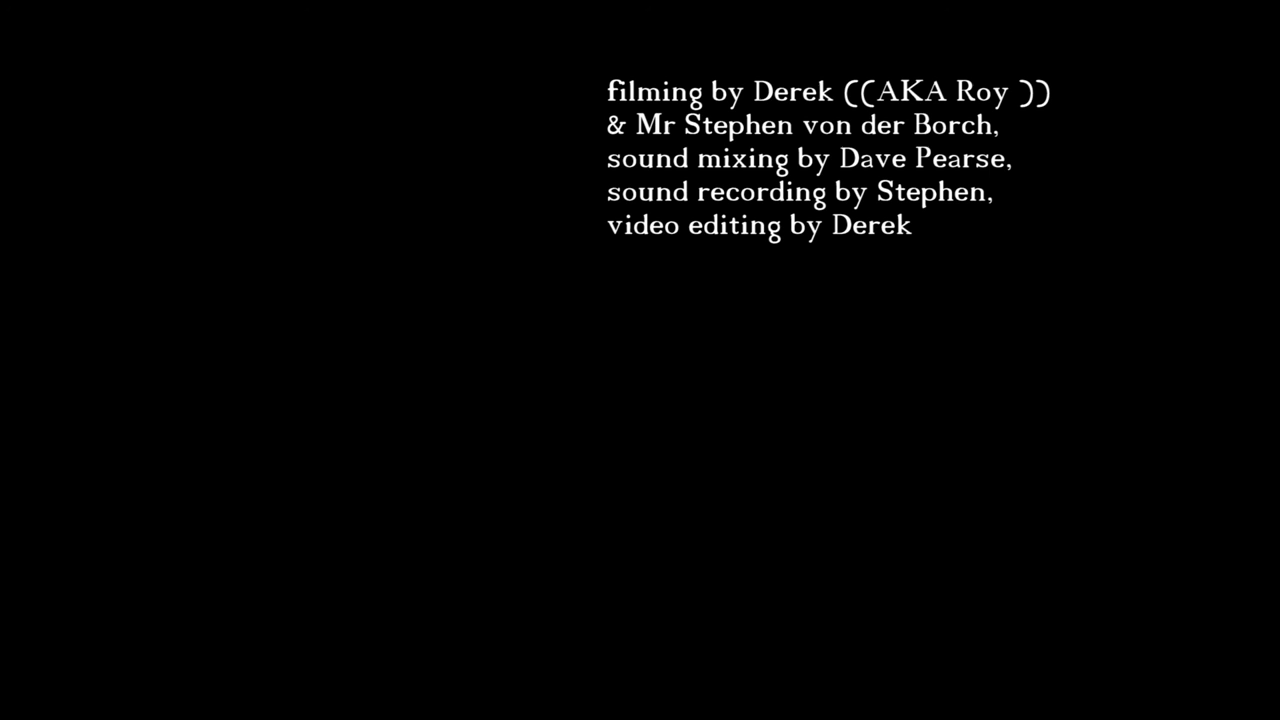 filming by Derek ((AKA Roy ))
& Mr Stephen von der Borch,
sound mixing by Dave Pearse,
sound recording by Stephen,
video editing by Derek